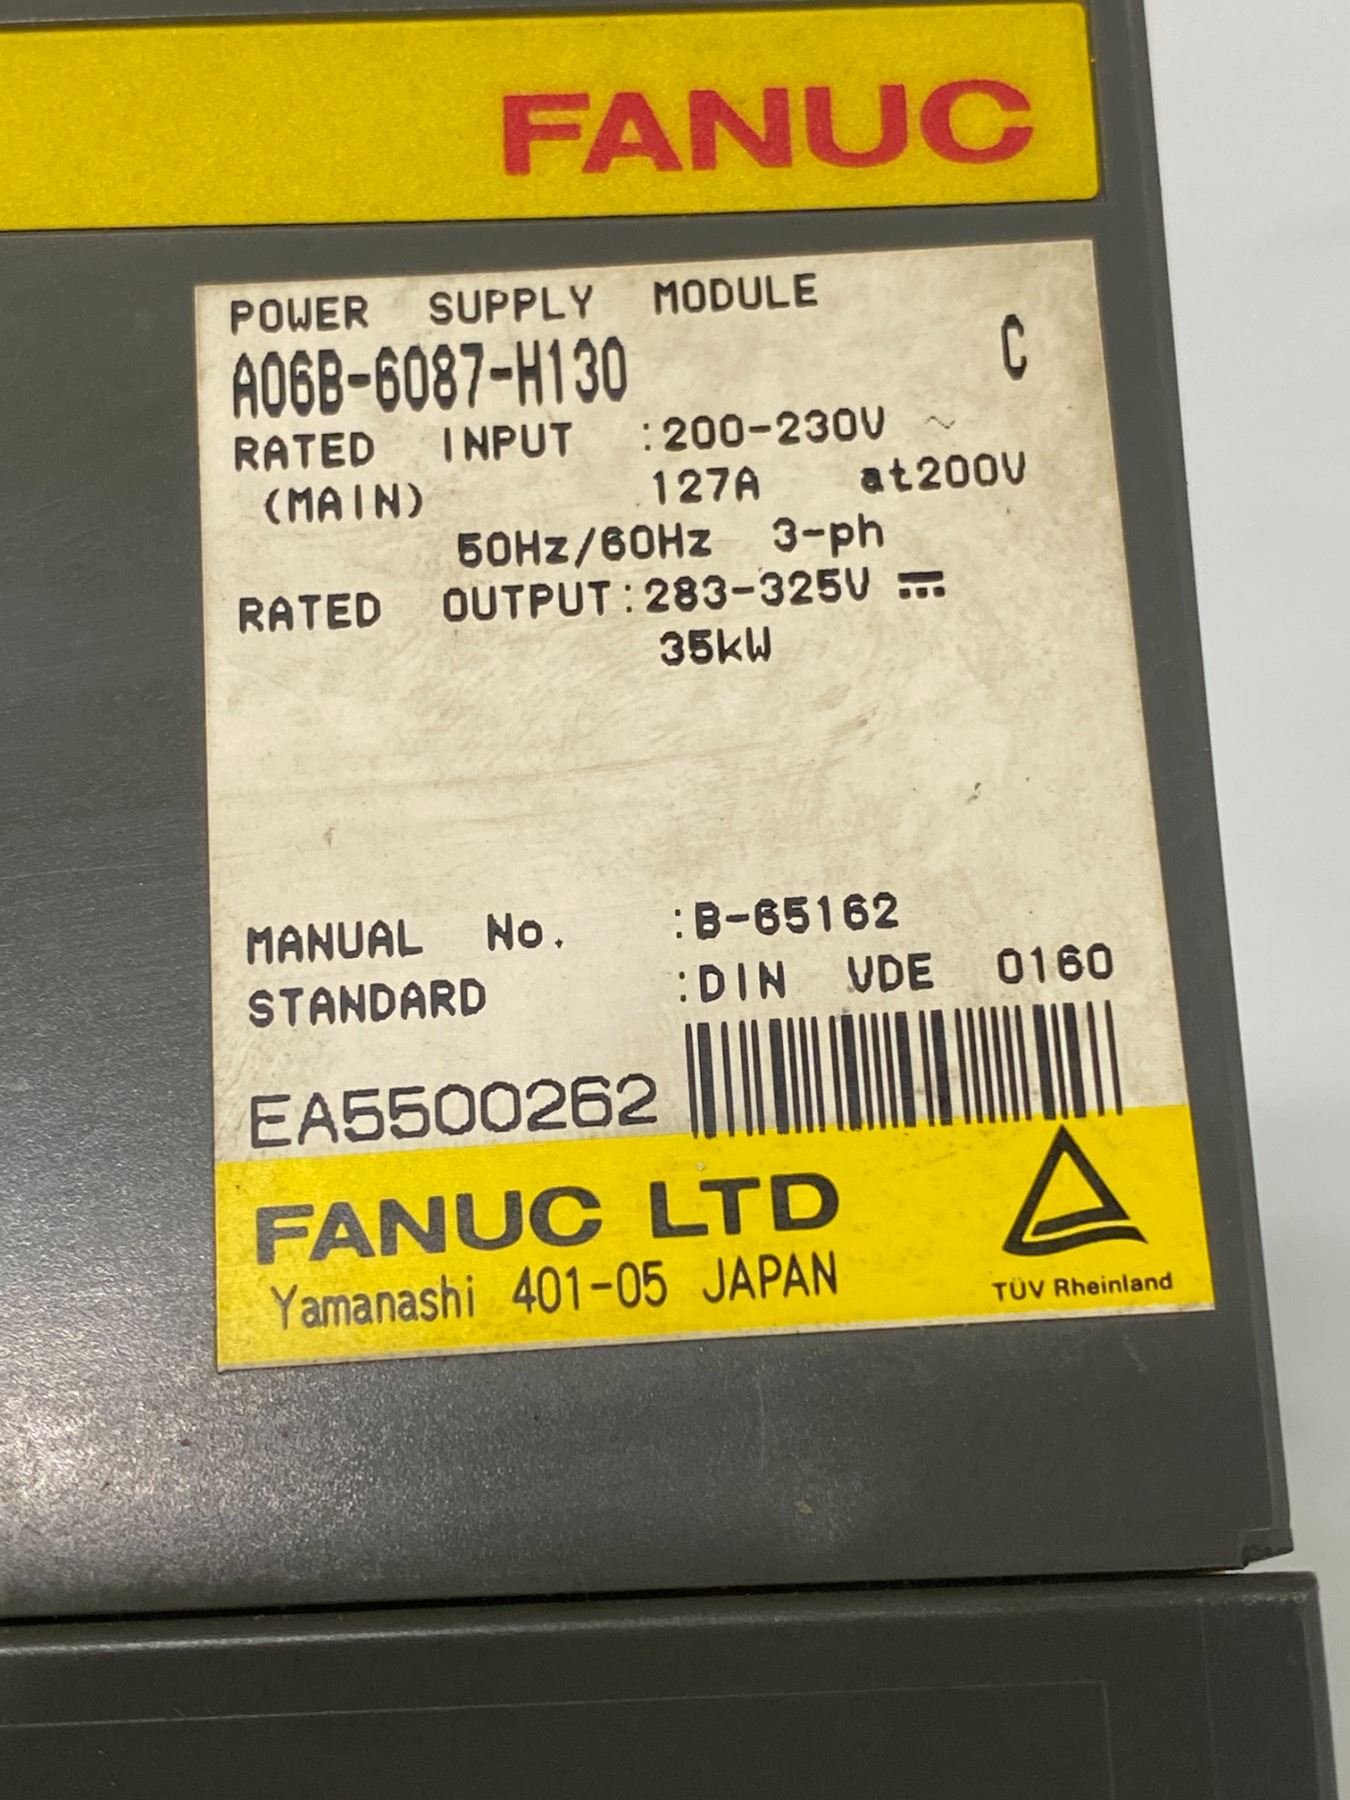 FANUC
POWER SUPPLY MODULE
A06B-6087-H130 C
RATED INPUT :200-230V ~
(MAIN) 127A at200V
50Hz/60Hz 3-ph
RATED OUTPUT:283-325V ⎓
35kW
MANUAL No. :B-65162
STANDARD :DIN VDE 0160
EA5500262
FANUC LTD
Yamanashi 401-05 JAPAN
TÜV Rheinland